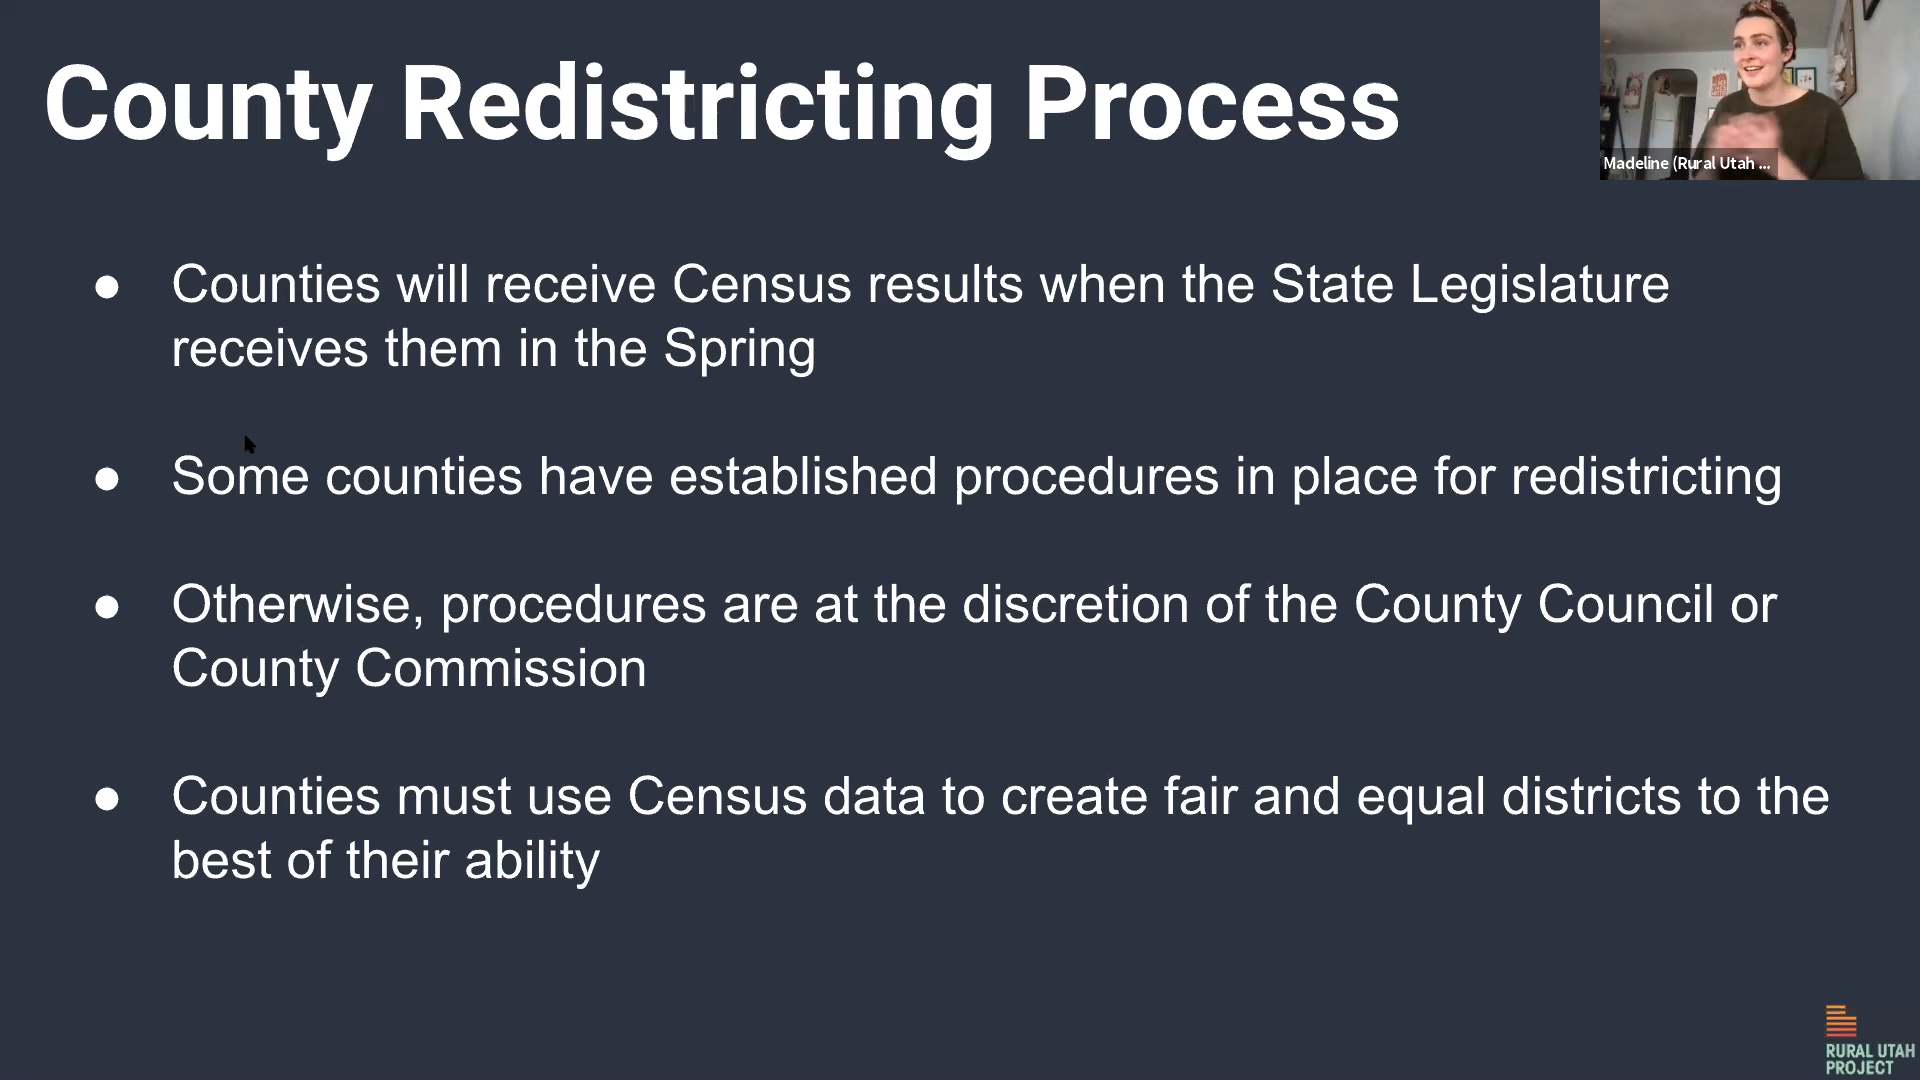 County Redistricting Process
Madeline (Rural Utah ...
● Counties will receive Census results when the State Legislature
receives them in the Spring
● Some counties have established procedures in place for redistricting
● Otherwise, procedures are at the discretion of the County Council or
County Commission
● Counties must use Census data to create fair and equal districts to the
best of their ability
RURAL UTAH
PROJECT